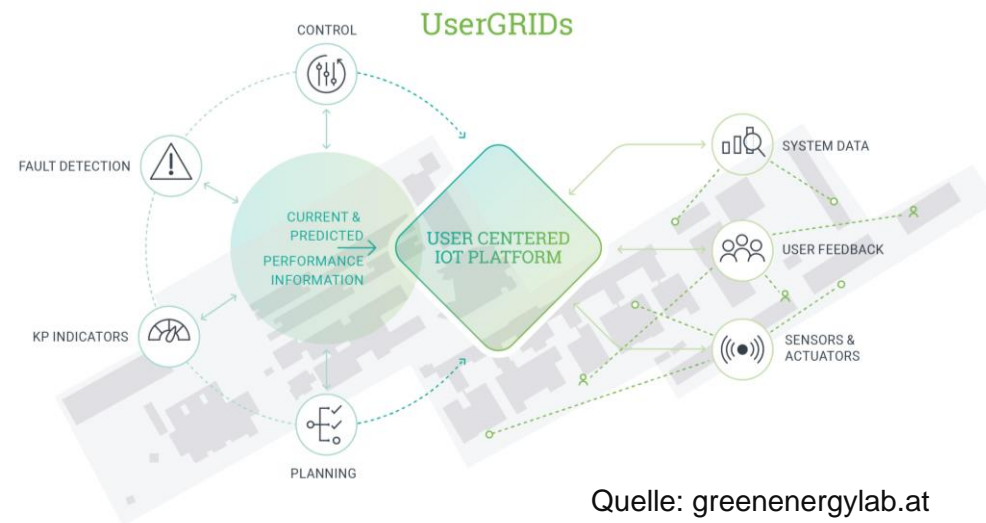 UserGRIDs
CONTROL
FAULT DETECTION
KP INDICATORS
PLANNING
CURRENT &
PREDICTED
PERFORMANCE
INFORMATION
USER CENTERED
IOT PLATFORM
SYSTEM DATA
USER FEEDBACK
SENSORS &
ACTUATORS
Quelle: greenenergylab.at